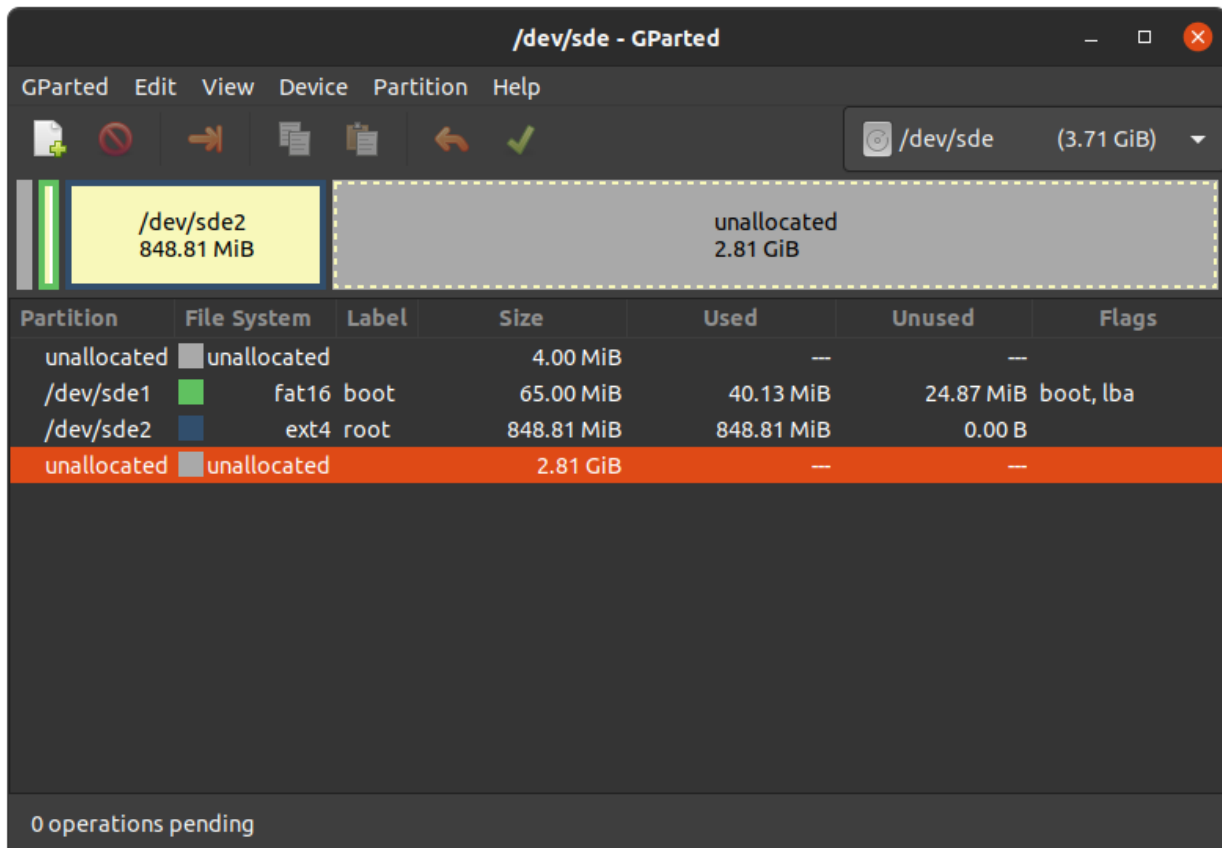 /dev/sde - GParted
GParted Edit View Device Partition Help
/dev/sde (3.71 GiB)
/dev/sde2
848.81 MiB
unallocated
2.81 GiB
Partition File System Label Size Used Unused Flags
unallocated unallocated 4.00 MiB --- ---
/dev/sde1 fat16 boot 65.00 MiB 40.13 MiB 24.87 MiB boot, lba
/dev/sde2 ext4 root 848.81 MiB 848.81 MiB 0.00 B
unallocated unallocated 2.81 GiB --- ---
0 operations pending